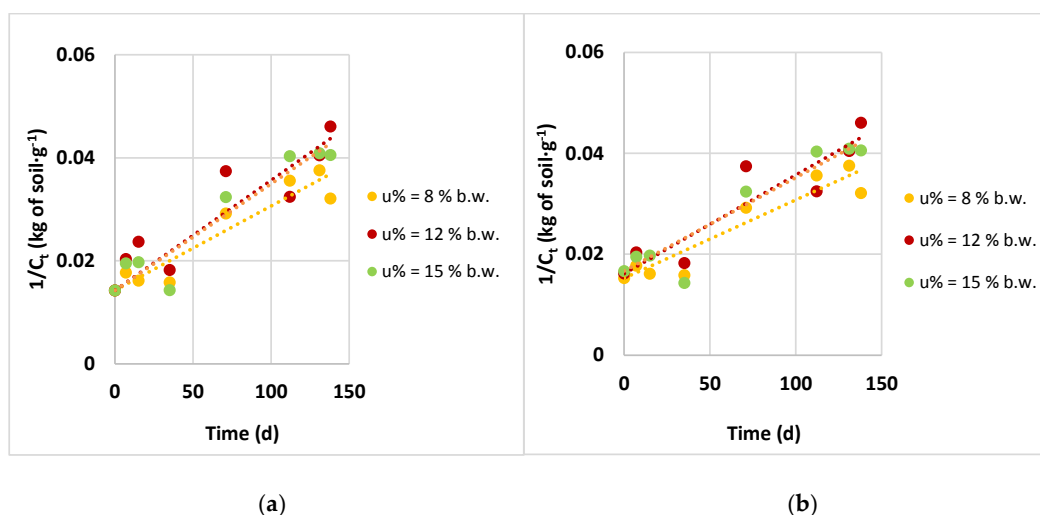 0.06
0.04
0.02
0
0 50 100 150
1/Cₜ (kg of soil·g⁻¹)
Time (d)
u% = 8 % b.w.
u% = 12 % b.w.
u% = 15 % b.w.
(a)
0.06
0.04
0.02
0
0 50 100 150
1/Cₜ (kg of soil·g⁻¹)
Time (d)
u% = 8 % b.w.
u% = 12 % b.w.
u% = 15 % b.w.
(b)